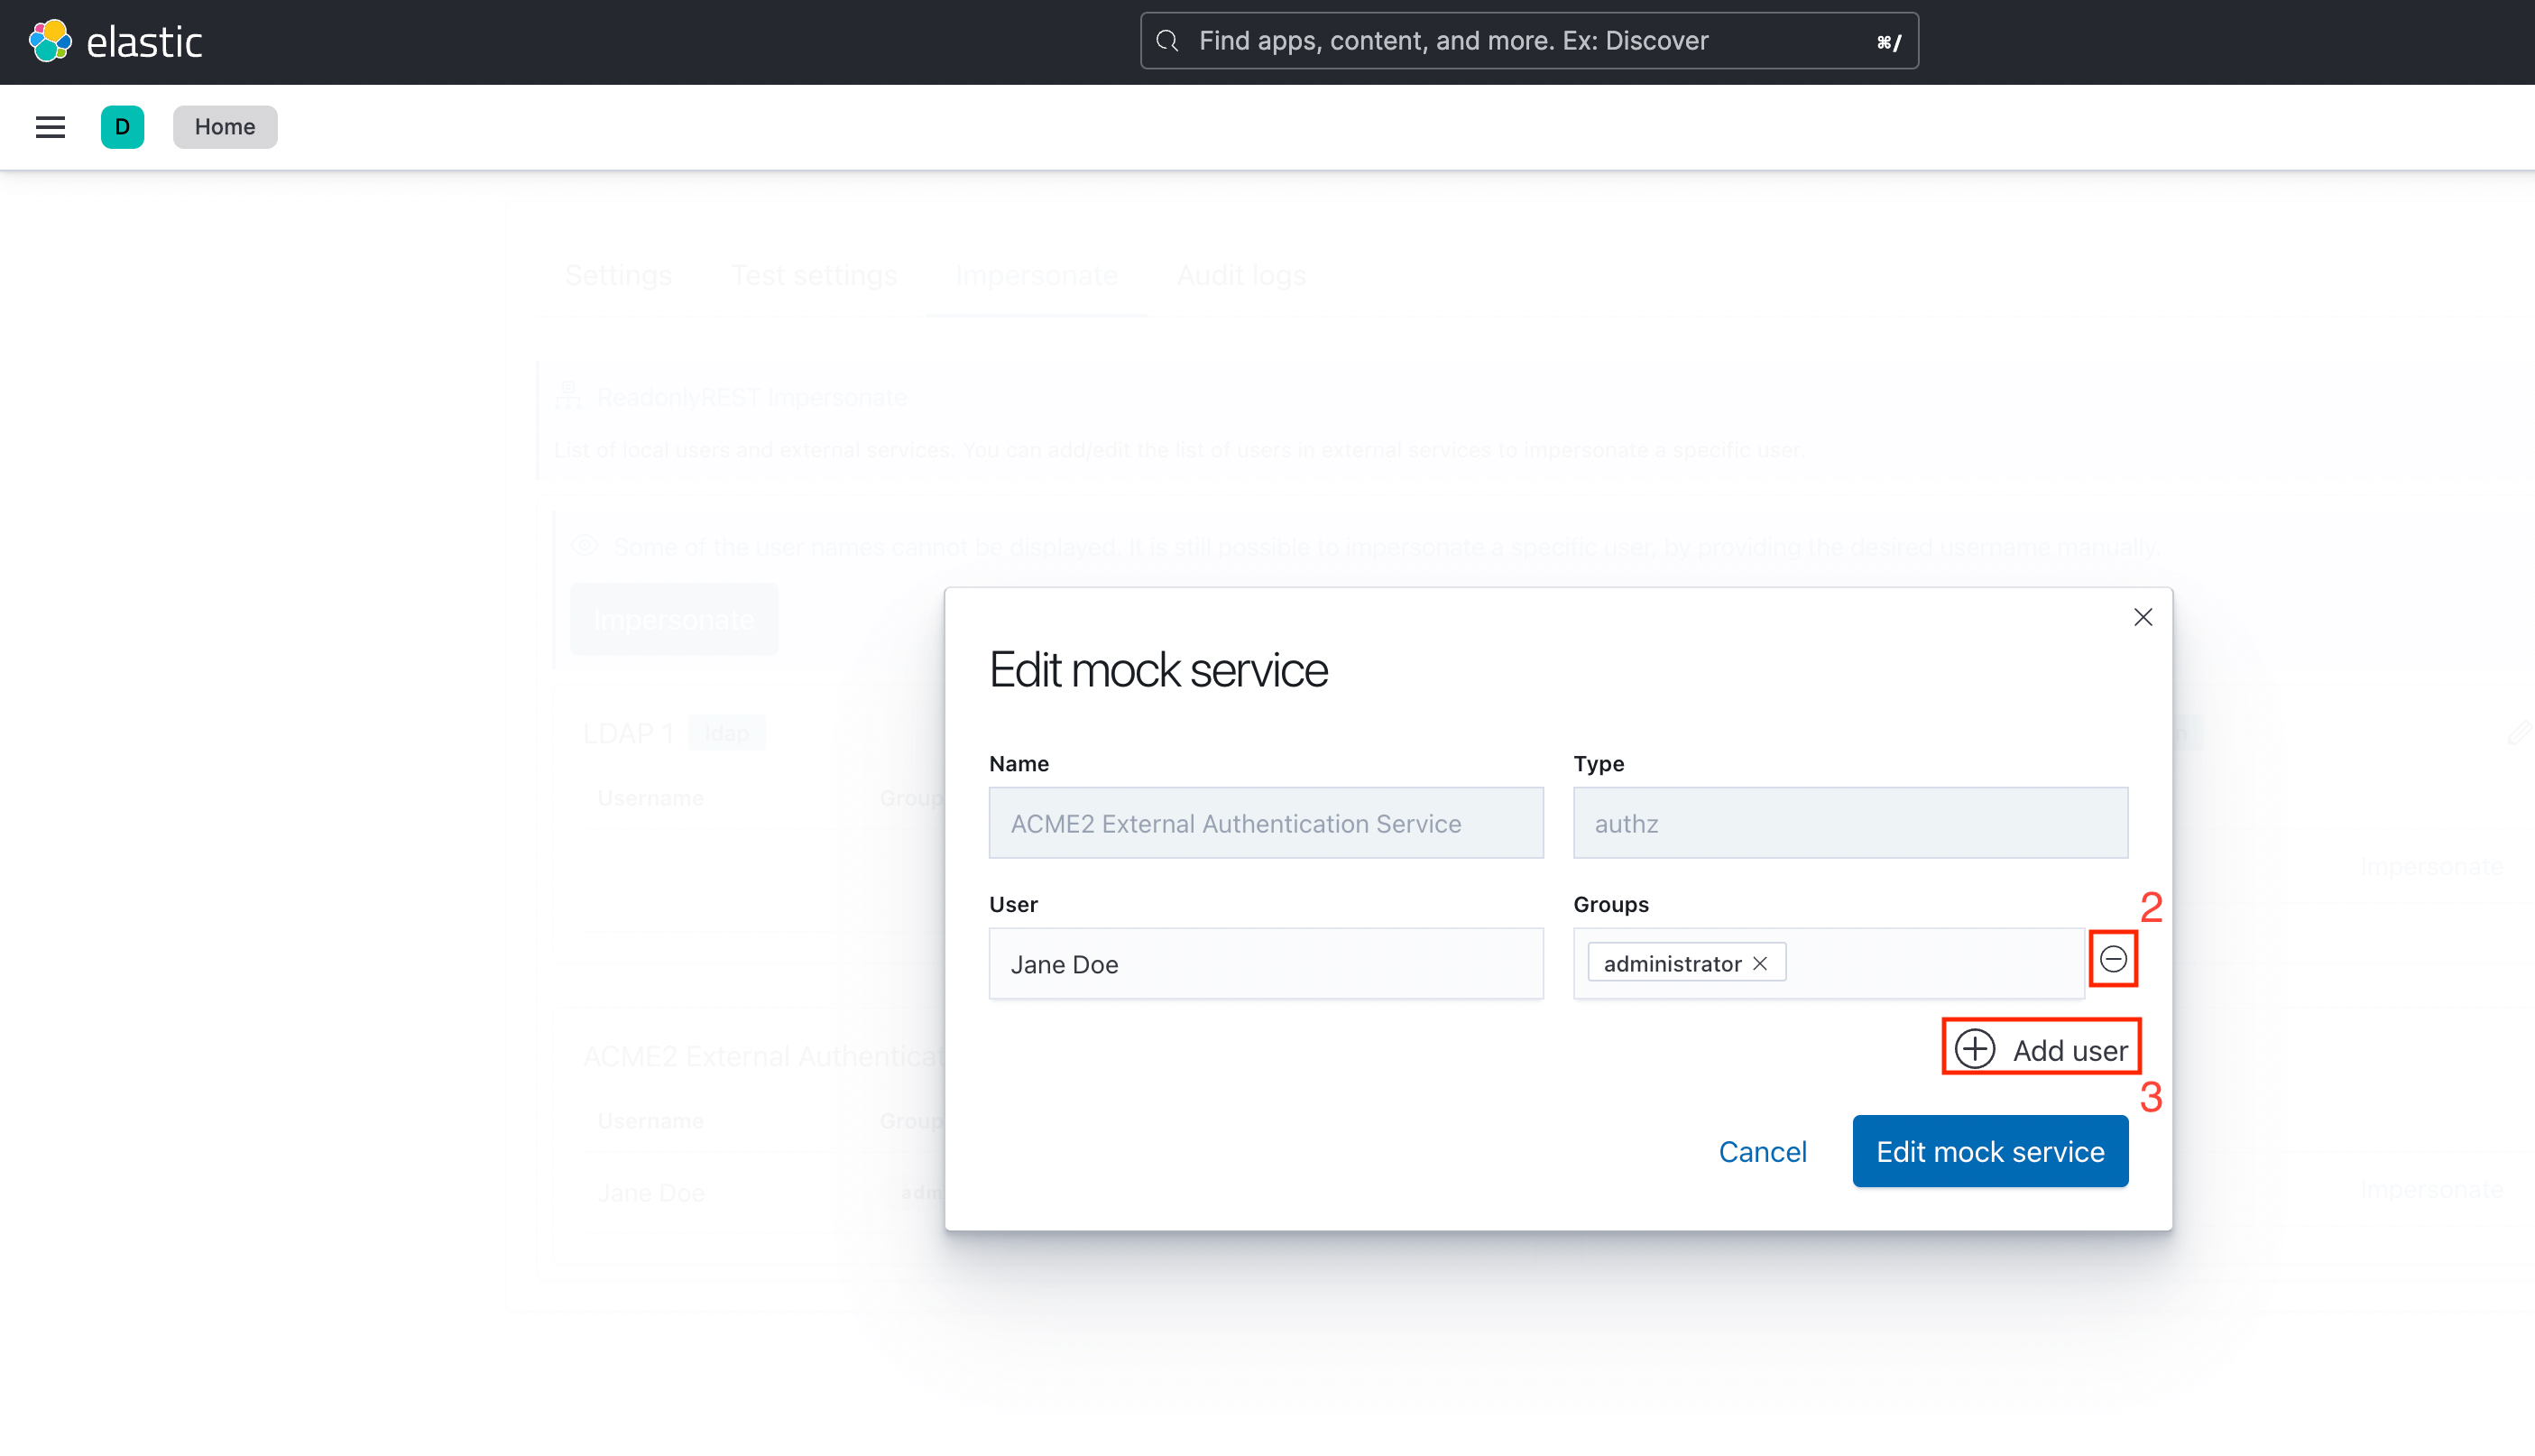 elastic
Find apps, content, and more. Ex: Discover ⌘/
D Home
Settings Test settings Impersonate Audit logs
ReadonlyREST Impersonate
List of local users and external services. You can add/edit the list of users in external services to impersonate a specific user.
Some of the user names cannot be displayed. It is still possible to impersonate a specific user, by providing the desired username manually.
Impersonate
LDAP 1 ldap
Username Group
Impersonate
ACME2 External Authenticat
Username Group
Jane Doe adm
Impersonate
Edit mock service
Name Type
ACME2 External Authentication Service authz
User Groups
2
Jane Doe administrator
Add user
3
Cancel Edit mock service